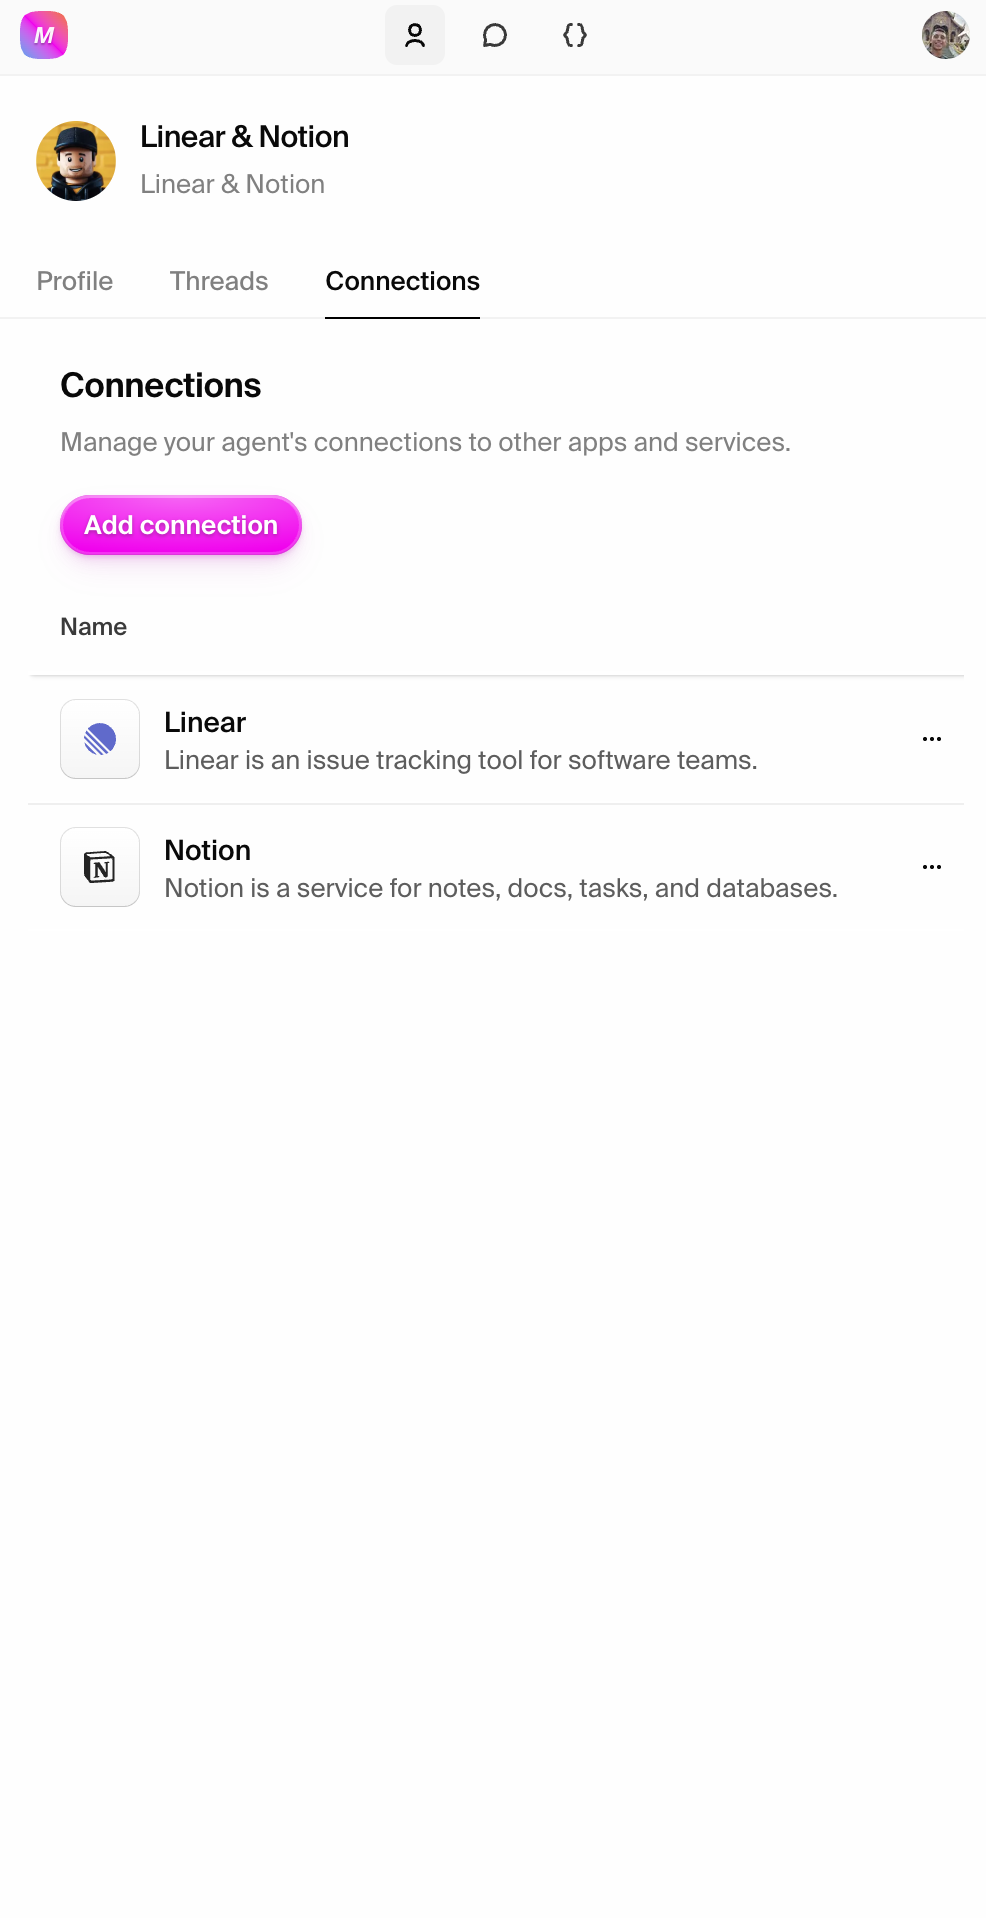 M
Linear & Notion
Linear & Notion
Profile Threads Connections
Connections
Manage your agent's connections to other apps and services.
Add connection
Name
Linear
Linear is an issue tracking tool for software teams.
N
Notion
Notion is a service for notes, docs, tasks, and databases.